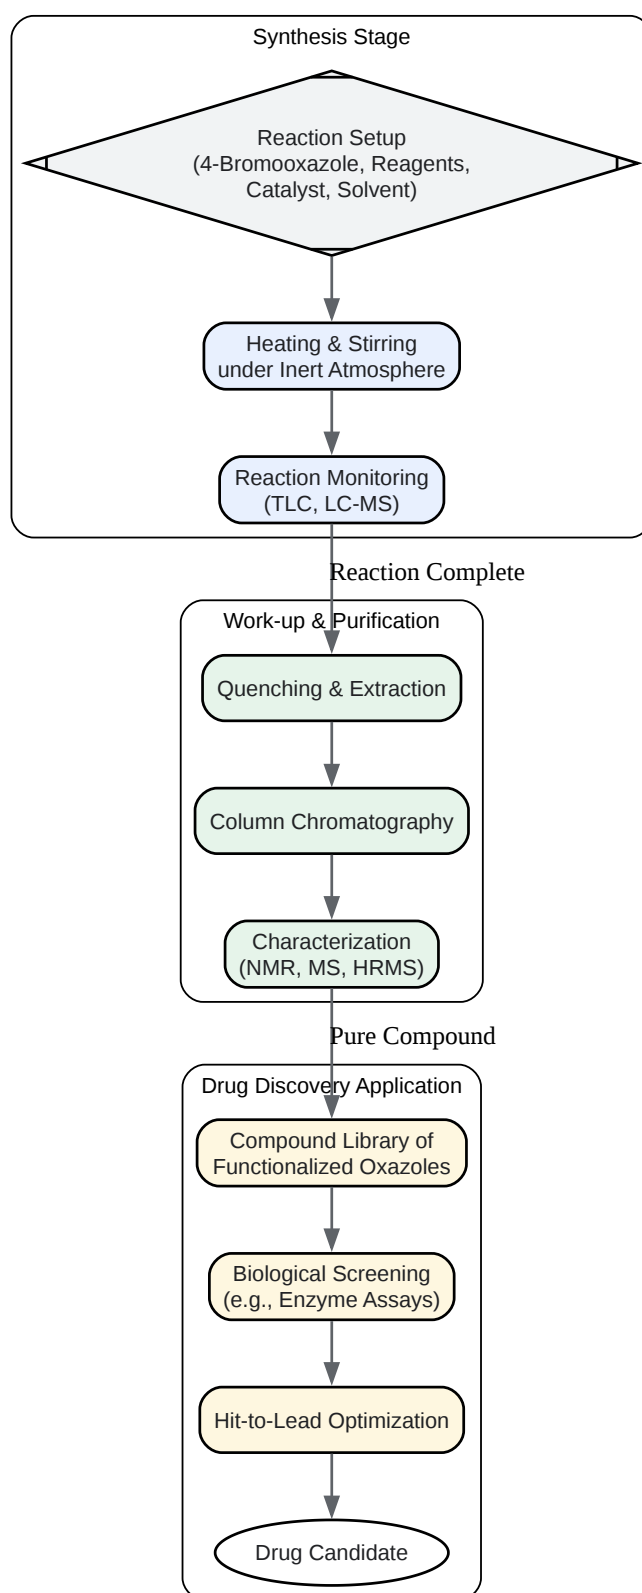 Synthesis Stage
Reaction Setup
(4-Bromooxazole, Reagents,
Catalyst, Solvent)
Heating & Stirring
under Inert Atmosphere
Reaction Monitoring
(TLC, LC-MS)
Reaction Complete
Work-up & Purification
Quenching & Extraction
Column Chromatography
Characterization
(NMR, MS, HRMS)
Pure Compound
Drug Discovery Application
Compound Library of
Functionalized Oxazoles
Biological Screening
(e.g., Enzyme Assays)
Hit-to-Lead Optimization
Drug Candidate